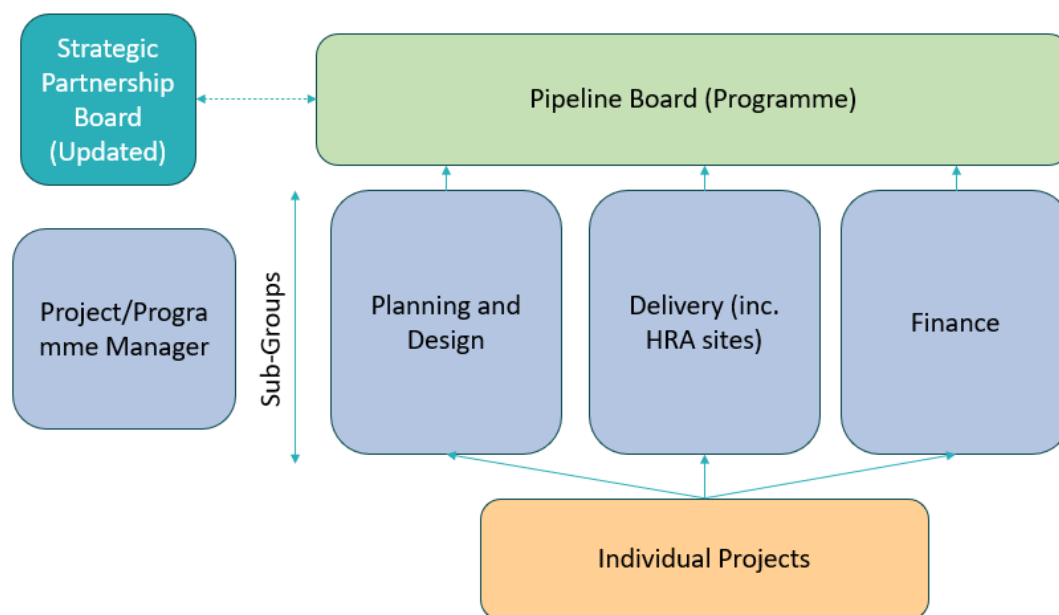 Strategic
Partnership
Board
(Updated)
Pipeline Board (Programme)
Project/Progra
mme Manager
Sub-Groups
Planning and
Design
Delivery (inc.
HRA sites)
Finance
Individual Projects